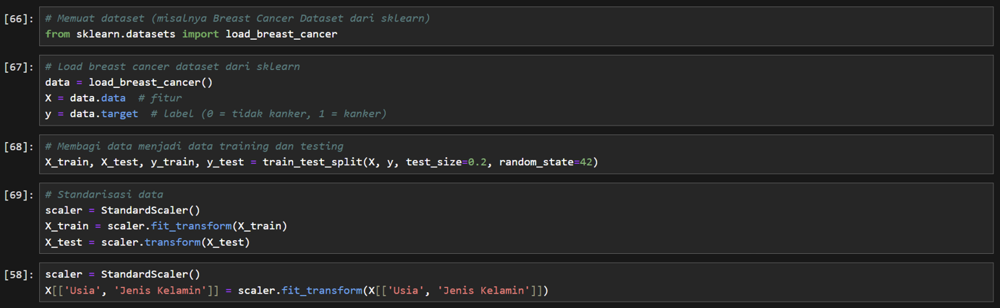 [66]: # Memuat dataset (misalnya Breast Cancer Dataset dari sklearn)
from sklearn.datasets import load_breast_cancer
[67]: # Load breast cancer dataset dari sklearn
data = load_breast_cancer()
X = data.data  # fitur
y = data.target  # label (0 = tidak kanker, 1 = kanker)
[68]: # Membagi data menjadi data training dan testing
X_train, X_test, y_train, y_test = train_test_split(X, y, test_size=0.2, random_state=42)
[69]: # Standarisasi data
scaler = StandardScaler()
X_train = scaler.fit_transform(X_train)
X_test = scaler.transform(X_test)
[58]: scaler = StandardScaler()
X[['Usia', 'Jenis Kelamin']] = scaler.fit_transform(X[['Usia', 'Jenis Kelamin']])